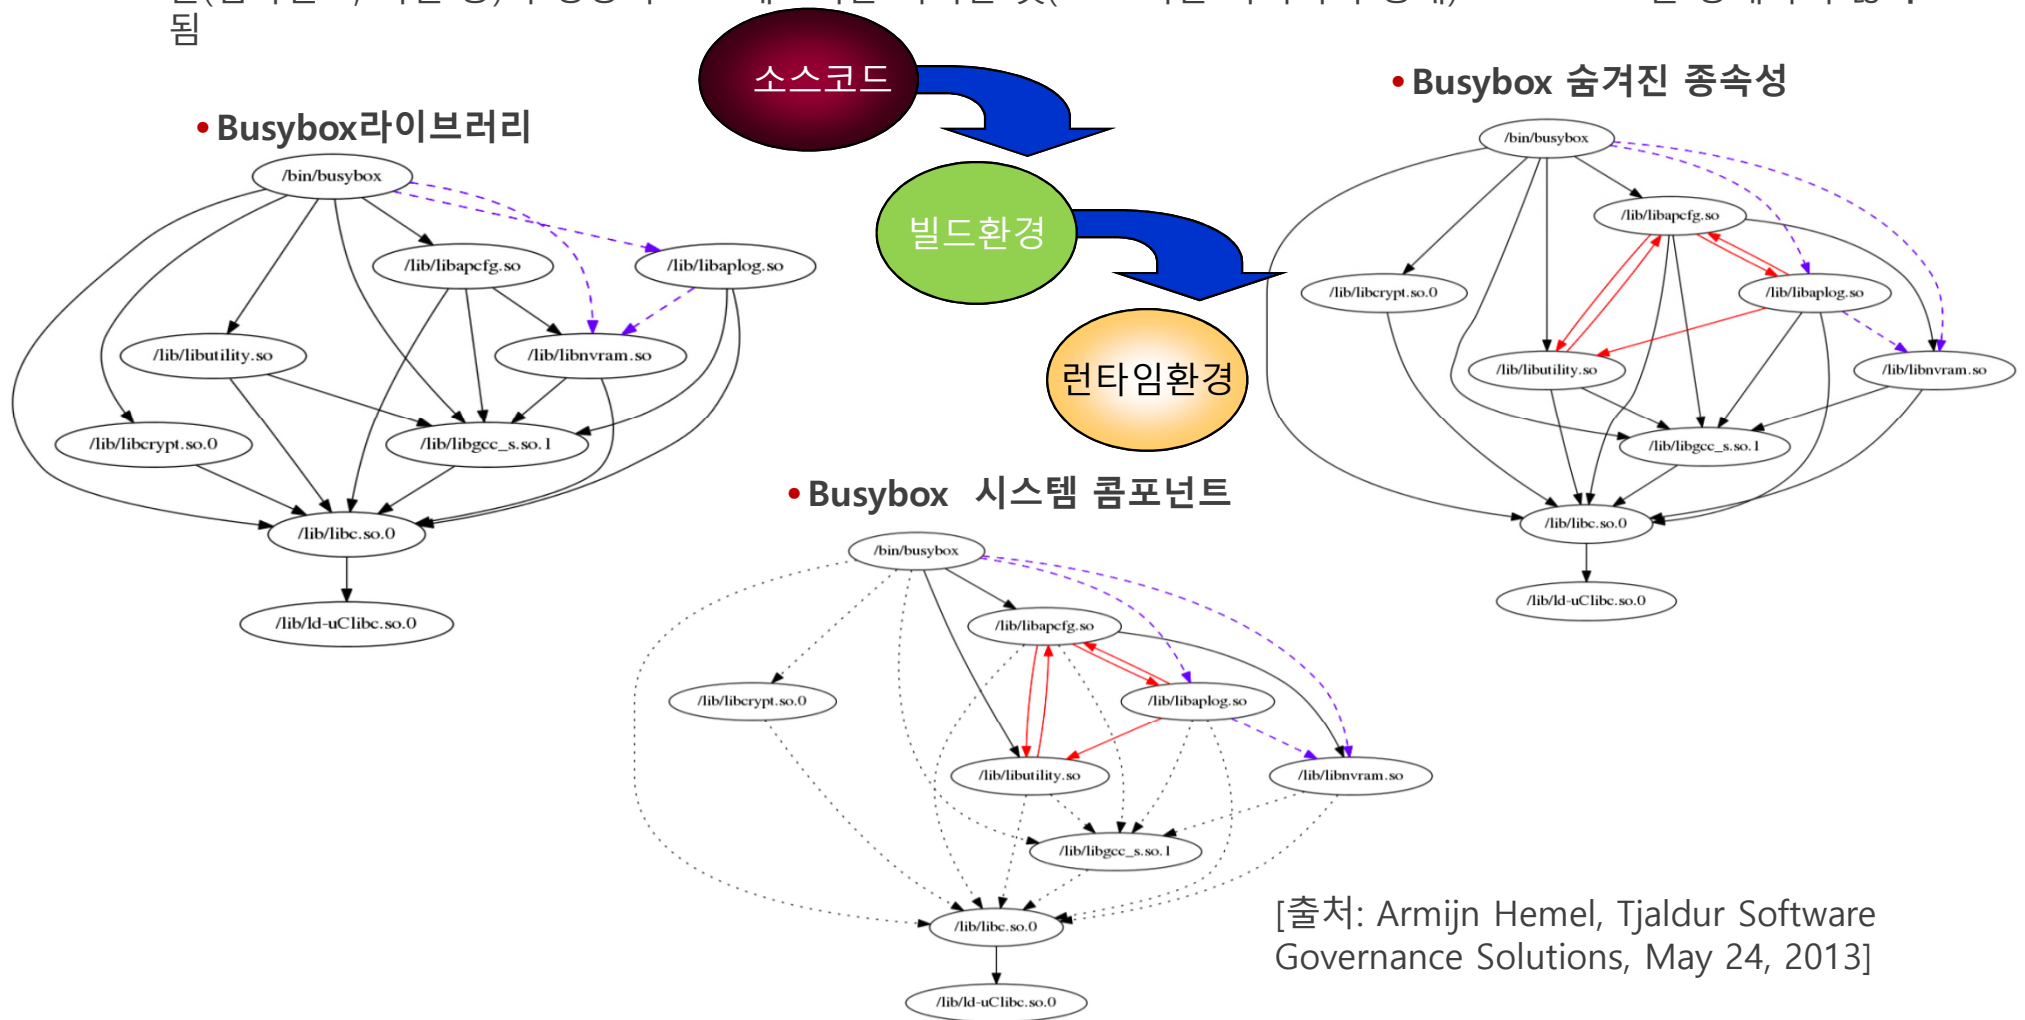 됨
소스코드
빌드환경
런타임환경
•Busybox라이브러리
/bin/busybox
/lib/libapcfg.so
/lib/libaplog.so
/lib/libutility.so
/lib/libnvram.so
/lib/libcrypt.so.0
/lib/libgcc_s.so.1
/lib/libc.so.0
/lib/ld-uClibc.so.0
•Busybox 숨겨진 종속성
/bin/busybox
/lib/libapcfg.so
/lib/libcrypt.so.0
/lib/libaplog.so
/lib/libutility.so
/lib/libnvram.so
/lib/libgcc_s.so.1
/lib/libc.so.0
/lib/ld-uClibc.so.0
•Busybox 시스템 콤포넌트
/bin/busybox
/lib/libapcfg.so
/lib/libcrypt.so.0
/lib/libaplog.so
/lib/libutility.so
/lib/libnvram.so
/lib/libgcc_s.so.1
/lib/libc.so.0
/lib/ld-uClibc.so.0
[출처: Armijn Hemel, Tjaldur Software
Governance Solutions, May 24, 2013]